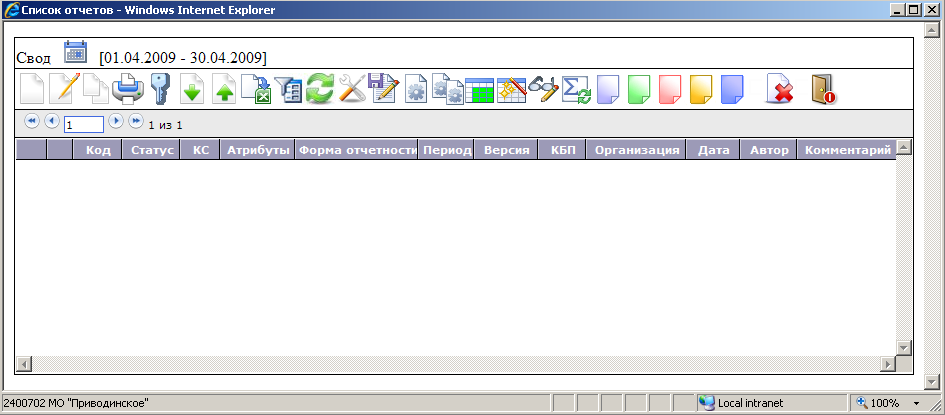 Список отчетов - Windows Internet Explorer
Свод [01.04.2009 - 30.04.2009]
1 1 из 1
Код Статус КС Атрибуты Форма отчетности Период Версия КБП Организация Дата Автор Комментарий
2400702 МО "Приводинское" Local intranet 100%